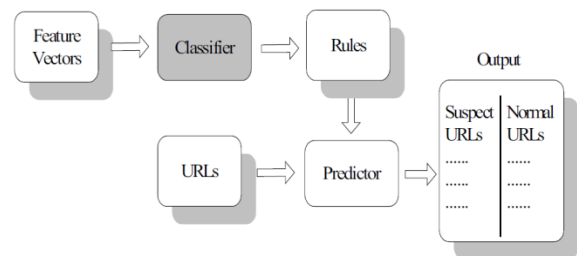 Feature
Vectors
Classifier
Rules
Output
URLs
Predictor
Suspect
URLs
......
......
......
Normal
URLs
......
......
......